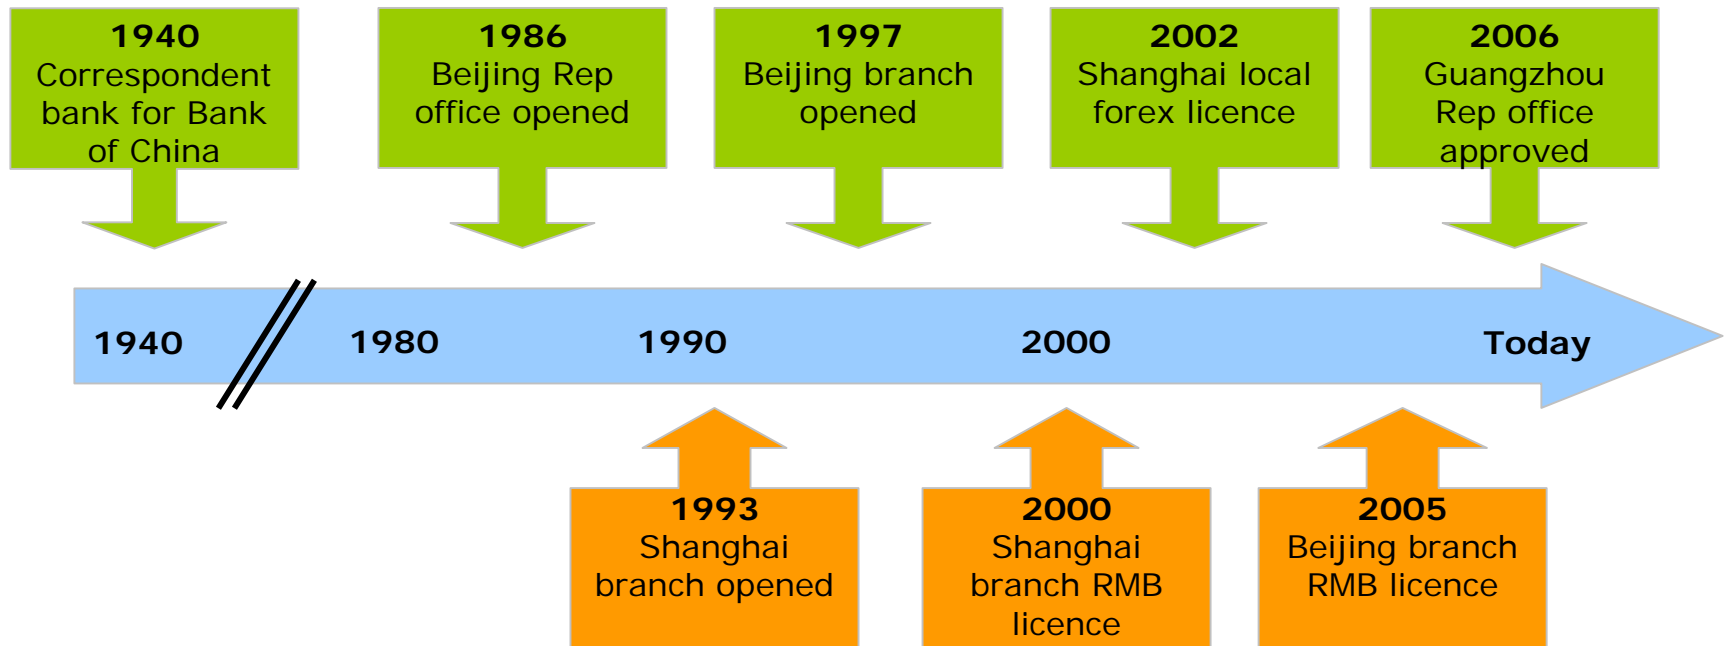 1940
Correspondent
bank for Bank
of China
1986
Beijing Rep
office opened
1997
Beijing branch
opened
2002
Shanghai local
forex licence
2006
Guangzhou
Rep office
approved
1940
1980
1990
2000
Today
1993
Shanghai
branch opened
2000
Shanghai
branch RMB
licence
2005
Beijing branch
RMB licence